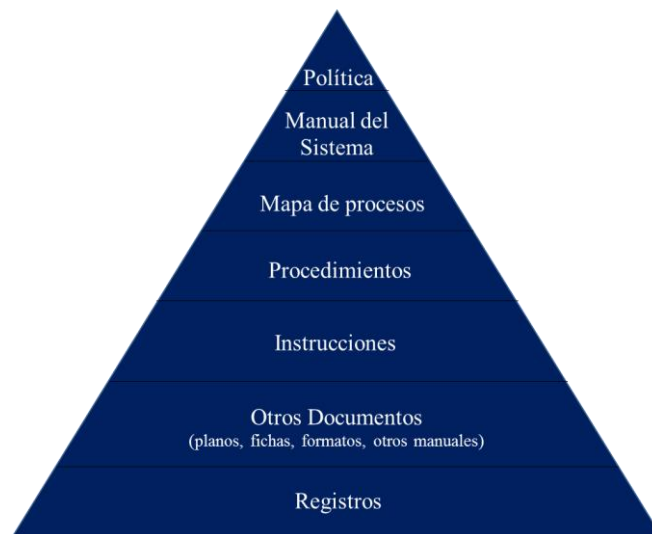 Política
Manual del
Sistema
Mapa de procesos
Procedimientos
Instrucciones
Otros Documentos
(planos, fichas, formatos, otros manuales)
Registros